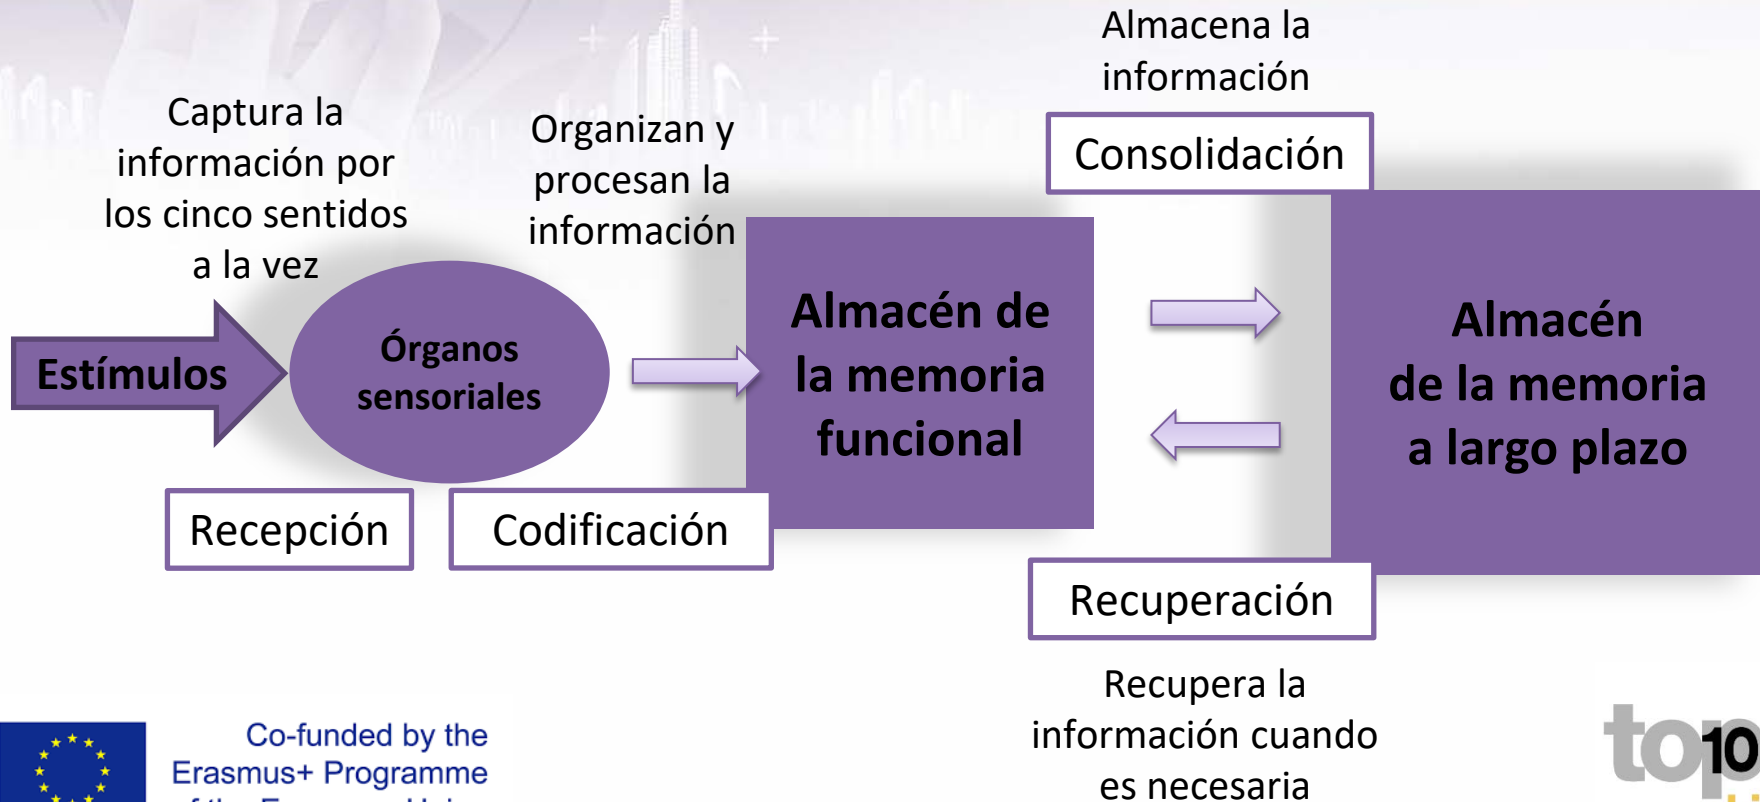 Almacena la
información
Captura la
información por
los cinco sentidos
a la vez
Organizan y
procesan la
información
Consolidación
Estímulos
Órganos
sensoriales
Almacén de
la memoria
funcional
Almacén
de la memoria
a largo plazo
Recepción
Codificación
Recuperación
Recupera la
información cuando
es necesaria
Co-funded by the
Erasmus+ Programme
top10